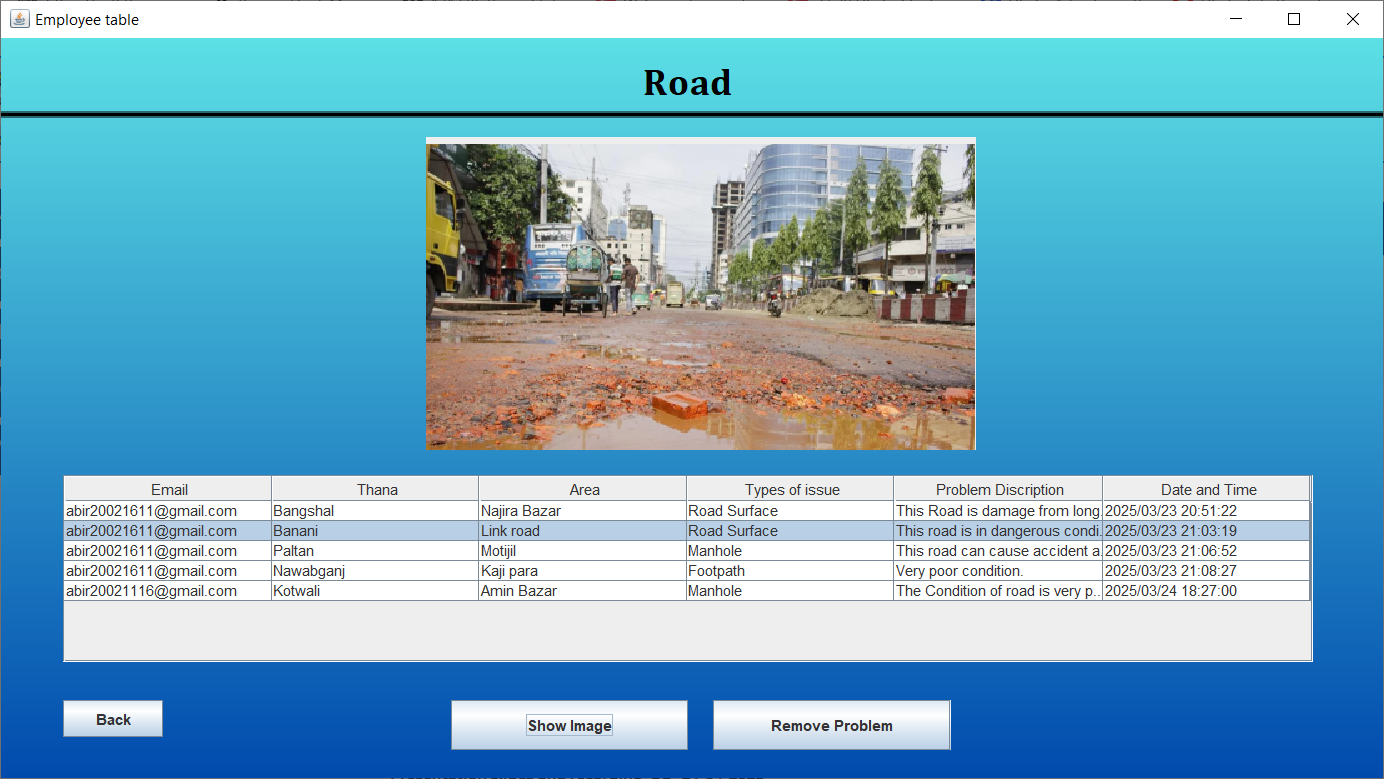 Employee table
Road
Email Thana Area Types of issue Problem Discription Date and Time
abir20021611@gmail.com Bangshal Najira Bazar Road Surface This Road is damage from long 2025/03/23 20:51:22
abir20021611@gmail.com Banani Link road Road Surface This road is in dangerous condi. 2025/03/23 21:03:19
abir20021611@gmail.com Paltan Motijil Manhole This road can cause accident a. 2025/03/23 21:06:52
abir20021611@gmail.com Nawabganj Kaji para Footpath Very poor condition. 2025/03/23 21:08:27
abir20021116@gmail.com Kotwali Amin Bazar Manhole The Condition of road is very p.. 2025/03/24 18:27:00
Back Show Image Remove Problem